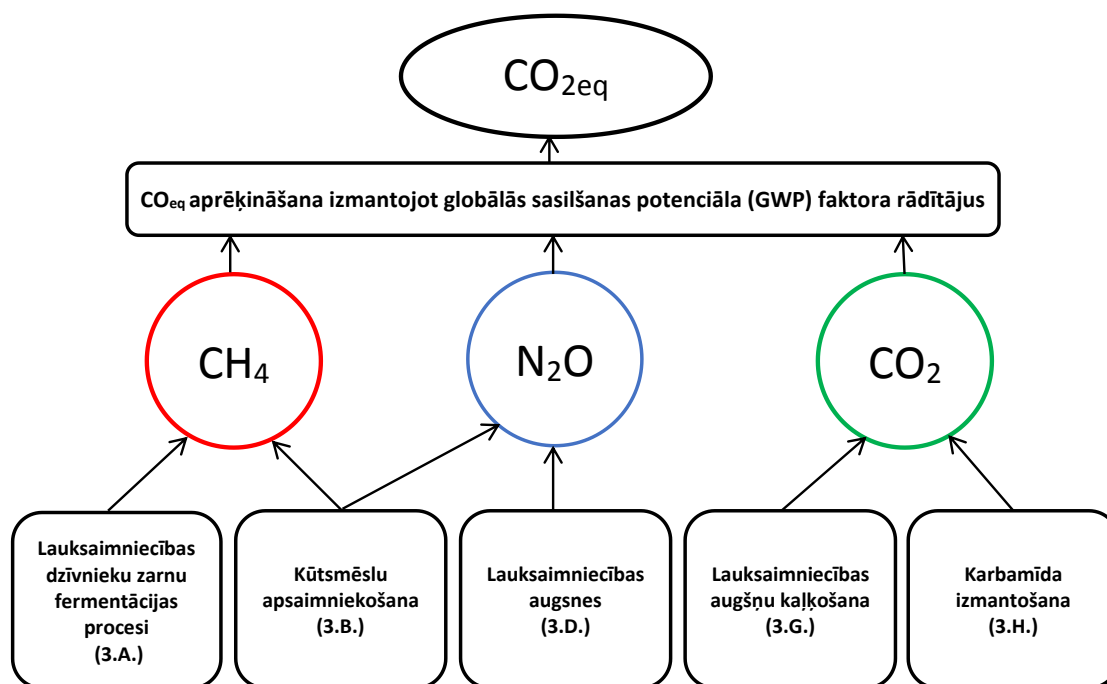 CO₂eq
COeq aprēķināšana izmantojot globālās sasilšanas potenciāla (GWP) faktora rādītājus
CH₄
N₂O
CO₂
Lauksaimniecības
dzīvnieku zarnu
fermentācijas
procesi
(3.A.)
Kūtsmēslu
apsaimniekošana
(3.B.)
Lauksaimniecības
augsnes
(3.D.)
Lauksaimniecības
augšņu kaļķošana
(3.G.)
Karbamīda
izmantošana
(3.H.)